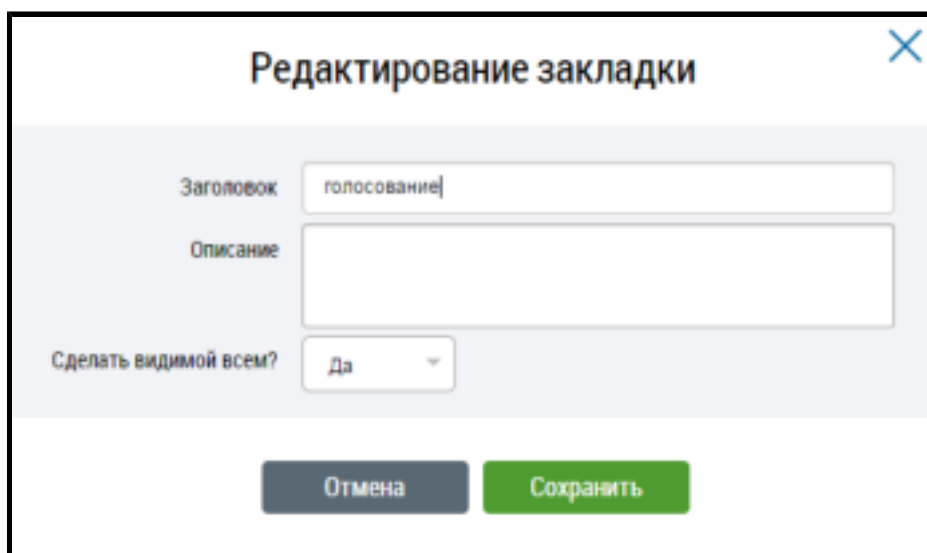 Редактирование закладки
Заголовок голосование
Описание
Сделать видимой всем? Да
Отмена Сохранить